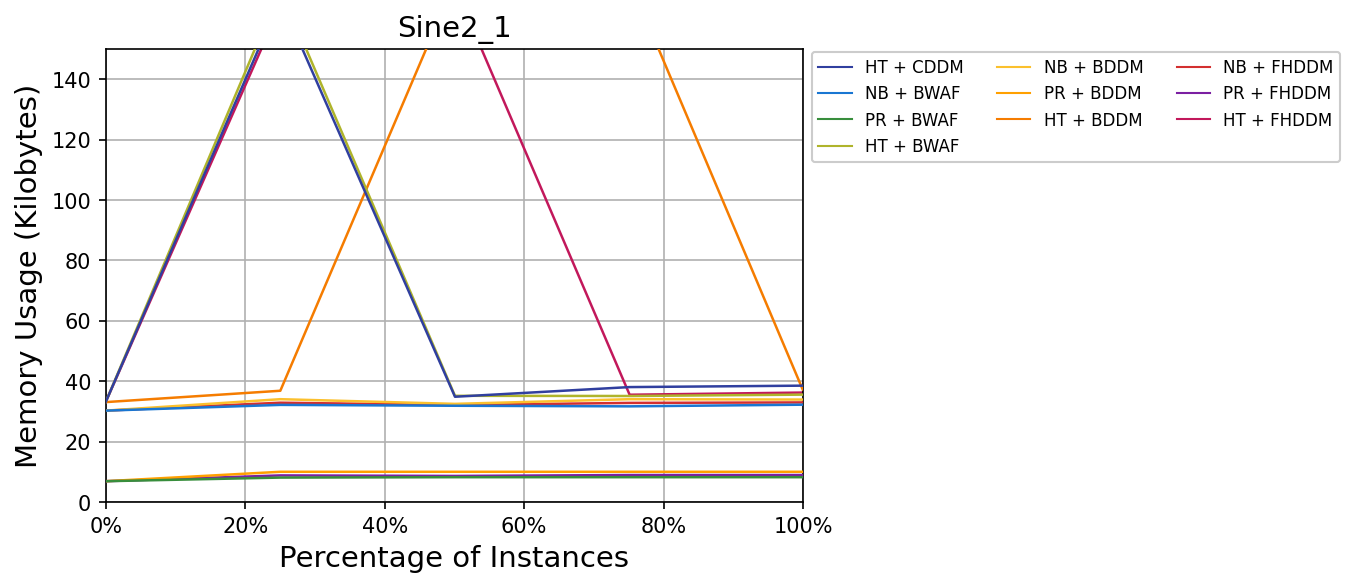 Sine2_1
Memory Usage (Kilobytes)
140
120
100
80
60
40
20
0
0% 20% 40% 60% 80% 100%
Percentage of Instances
HT + CDDM NB + BDDM NB + FHDDM
NB + BWAF PR + BDDM PR + FHDDM
PR + BWAF HT + BDDM HT + FHDDM
HT + BWAF